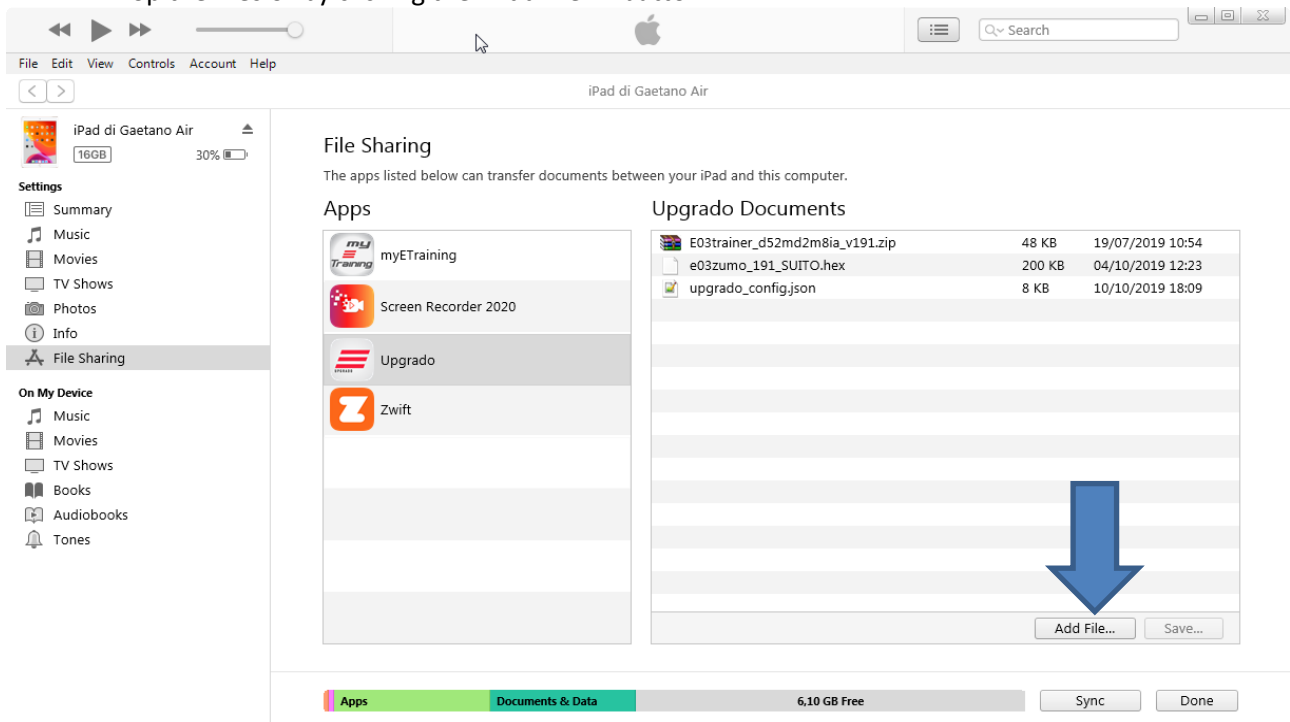 Search
File Edit View Controls Account Help
iPad di Gaetano Air
iPad di Gaetano Air
16GB 30%
Settings
Summary
Music
Movies
TV Shows
Photos
Info
File Sharing
On My Device
Music
Movies
TV Shows
Books
Audiobooks
Tones
File Sharing
The apps listed below can transfer documents between your iPad and this computer.
Apps
my Training
myETraining
Screen Recorder 2020
Upgrado
Zwift
Upgrado Documents
E03trainer_d52md2m8ia_v191.zip 48 KB 19/07/2019 10:54
e03zumo_191_SUITO.hex 200 KB 04/10/2019 12:23
upgrado_config.json 8 KB 10/10/2019 18:09
Add File... Save...
Apps Documents & Data 6,10 GB Free Sync Done